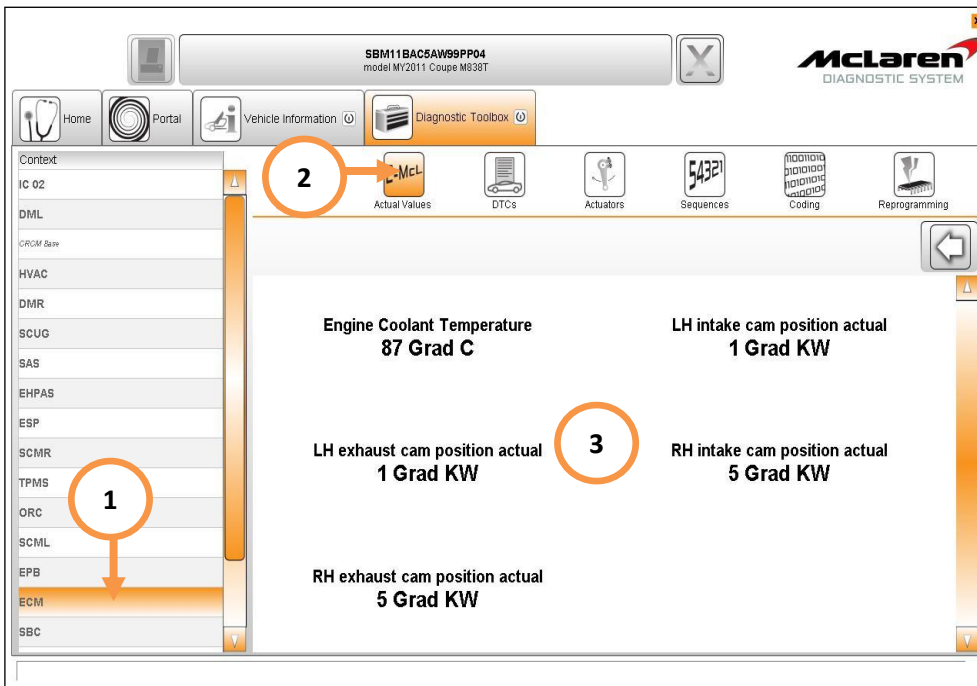 SBM11BAC5AW99PP04
model MY2011 Coupe M838T
McLaren
DIAGNOSTIC SYSTEM
Home
Portal
Vehicle Information
Diagnostic Toolbox
Context
IC 02
DML
CRCM Base
HVAC
DMR
SCUG
SAS
EHPAS
ESP
SCMR
TPMS
ORC
SCML
EPB
ECM
SBC
1
2
-McL
Actual Values
DTCs
Actuators
54321
Sequences
Coding
Reprogramming
Engine Coolant Temperature
87 Grad C
LH intake cam position actual
1 Grad KW
LH exhaust cam position actual
1 Grad KW
3
RH intake cam position actual
5 Grad KW
RH exhaust cam position actual
5 Grad KW